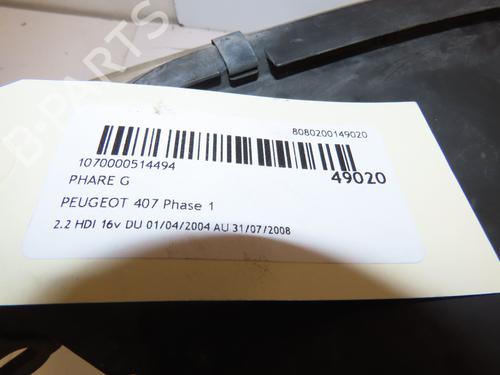 8080200149020
1070000514494
49020
PHARE G
PEUGEOT 407 Phase 1
2.2 HDI 16v DU 01/04/2004 AU 31/07/2008
B-PARTS